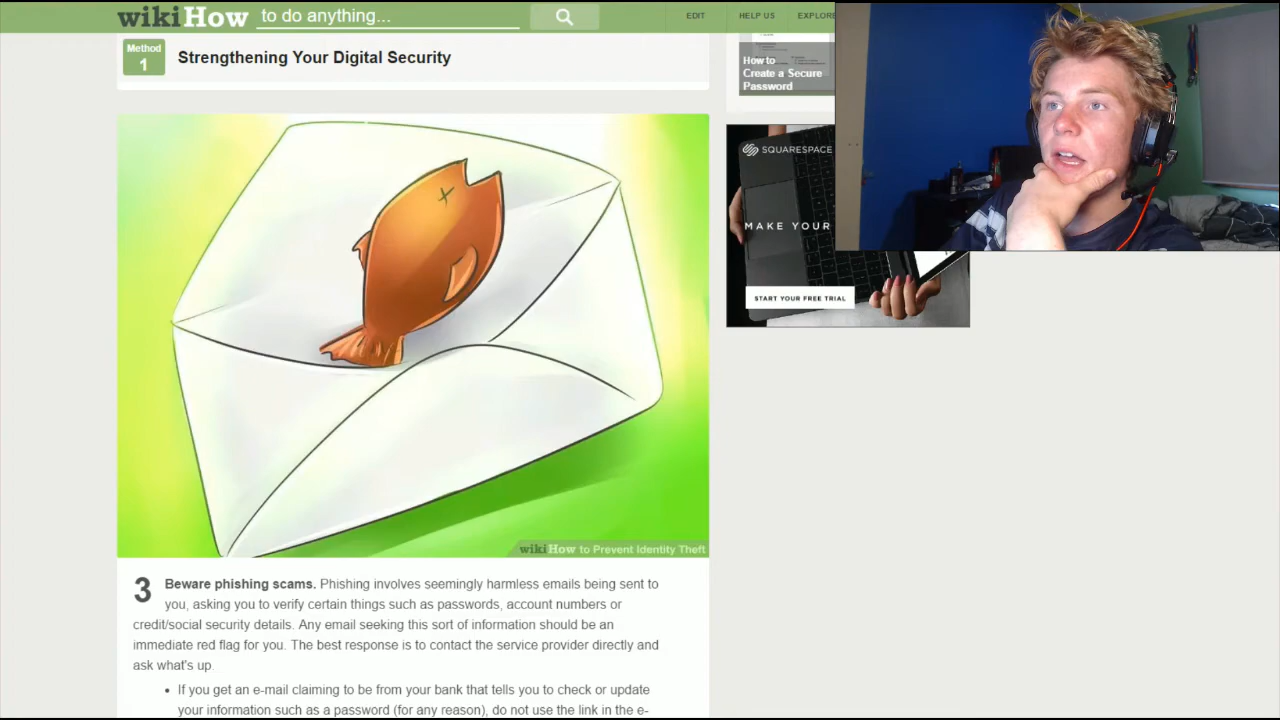 wikiHow to do anything...
EDIT
HELP US
EXPLORE
Method
1
Strengthening Your Digital Security
How to
Create a Secure
Password
SQUARESPACE
MAKE YOUR
START YOUR FREE TRIAL
wikiHow to Prevent Identity Theft
3 Beware phishing scams. Phishing involves seemingly harmless emails being sent to
you, asking you to verify certain things such as passwords, account numbers or
credit/social security details. Any email seeking this sort of information should be an
immediate red flag for you. The best response is to contact the service provider directly and
ask what's up.
• If you get an e-mail claiming to be from your bank that tells you to check or update
your information such as a password (for any reason), do not use the link in the e-